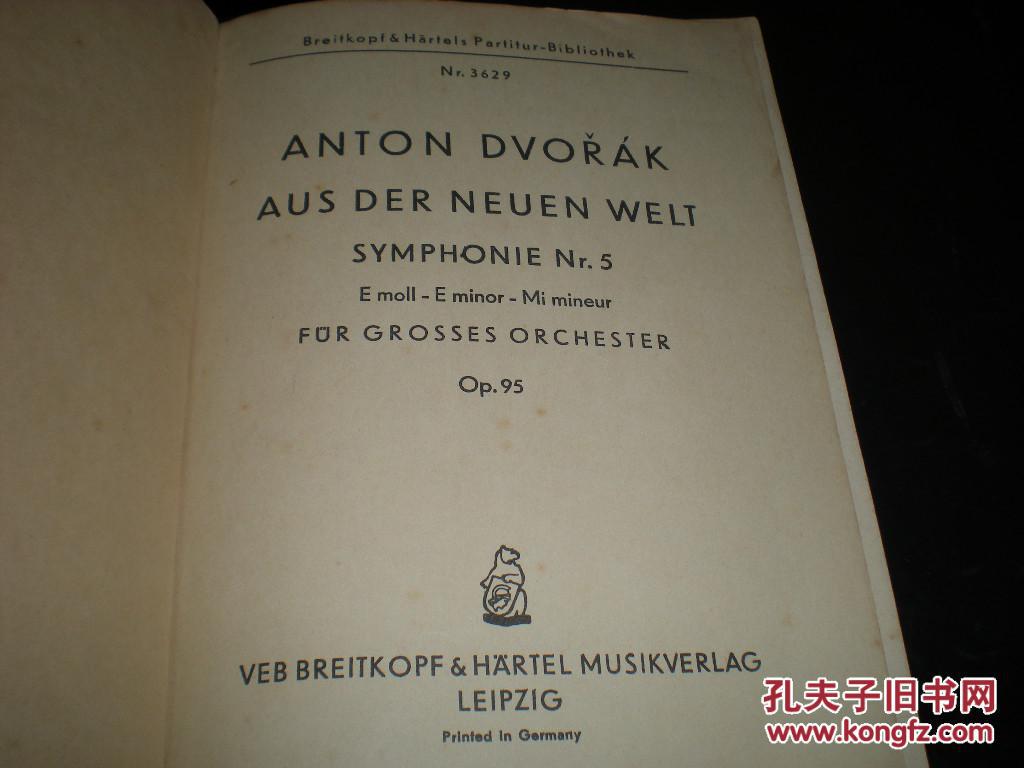 Breitkopf & Härtels Partitur-Bibliothek
Nr. 3629
ANTON DVOŘÁK
AUS DER NEUEN WELT
SYMPHONIE Nr. 5
E moll - E minor - Mi mineur
FÜR GROSSES ORCHESTER
Op. 95
VEB BREITKOPF & HÄRTEL MUSIKVERLAG
LEIPZIG
Printed in Germany
孔夫子旧书网
www.kongfz.com